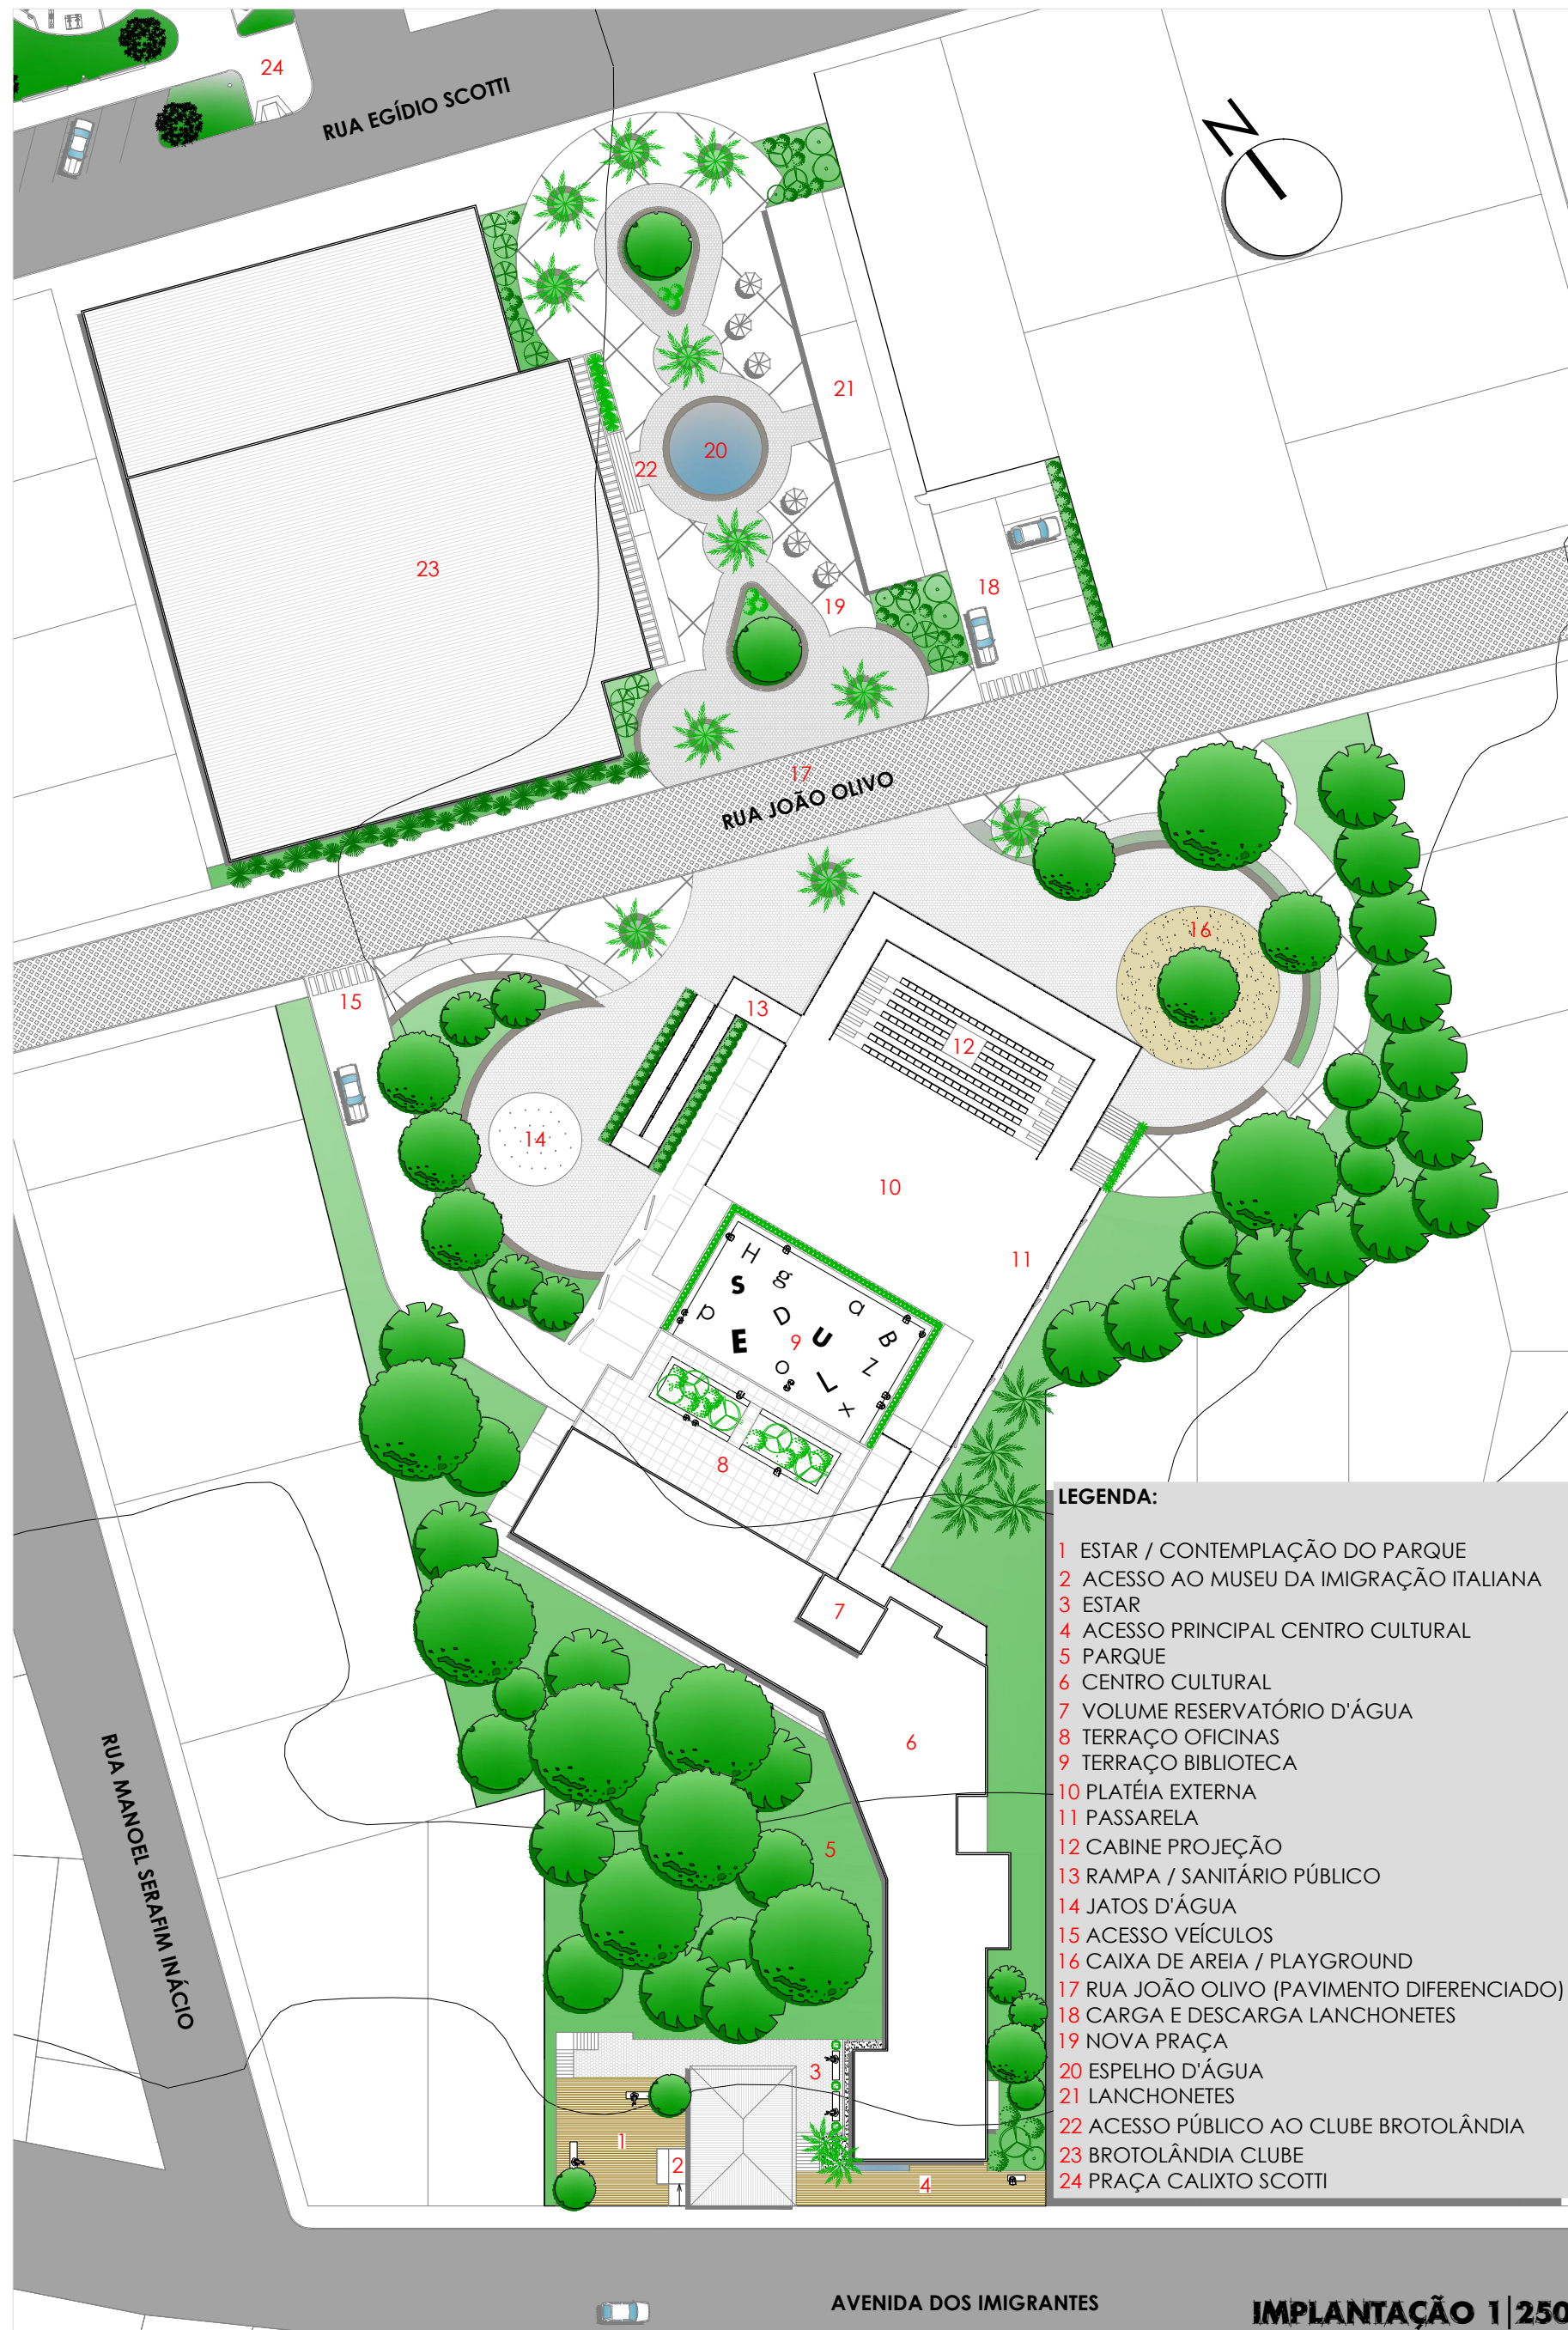 24
RUA EGÍDIO SCOTTI
N
21
20
22
23
18
19
17
RUA JOÃO OLIVO
16
15
13
12
14
10
11
H
g
S
a
p
D
U
B
E
9
Z
o
L
x
8
7
6
5
RUA MANOEL SERAFIM INÁCIO
3
1
2
4
LEGENDA:
1 ESTAR / CONTEMPLAÇÃO DO PARQUE
2 ACESSO AO MUSEU DA IMIGRAÇÃO ITALIANA
3 ESTAR
4 ACESSO PRINCIPAL CENTRO CULTURAL
5 PARQUE
6 CENTRO CULTURAL
7 VOLUME RESERVATÓRIO D'ÁGUA
8 TERRAÇO OFICINAS
9 TERRAÇO BIBLIOTECA
10 PLATÉIA EXTERNA
11 PASSARELA
12 CABINE PROJEÇÃO
13 RAMPA / SANITÁRIO PÚBLICO
14 JATOS D'ÁGUA
15 ACESSO VEÍCULOS
16 CAIXA DE AREIA / PLAYGROUND
17 RUA JOÃO OLIVO (PAVIMENTO DIFERENCIADO)
18 CARGA E DESCARGA LANCHONETES
19 NOVA PRAÇA
20 ESPELHO D'ÁGUA
21 LANCHONETES
22 ACESSO PÚBLICO AO CLUBE BROTOLÂNDIA
23 BROTOLÂNDIA CLUBE
24 PRAÇA CALIXTO SCOTTI
AVENIDA DOS IMIGRANTES
IMPLANTAÇÃO 1|250